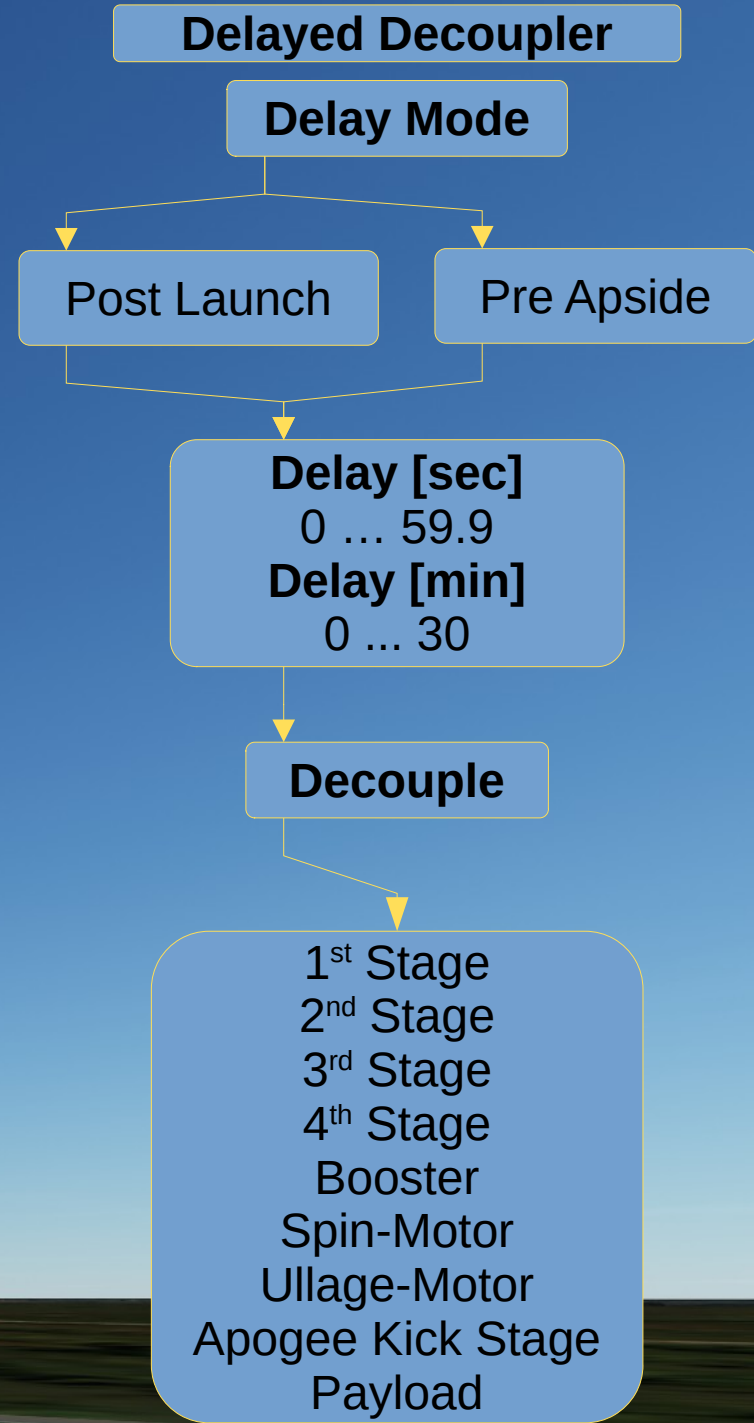 Delayed Decoupler
Delay Mode
Post Launch
Pre Apside
Delay [sec]
0 … 59.9
Delay [min]
0 ... 30
Decouple
1st Stage
2nd Stage
3rd Stage
4th Stage
Booster
Spin-Motor
Ullage-Motor
Apogee Kick Stage
Payload